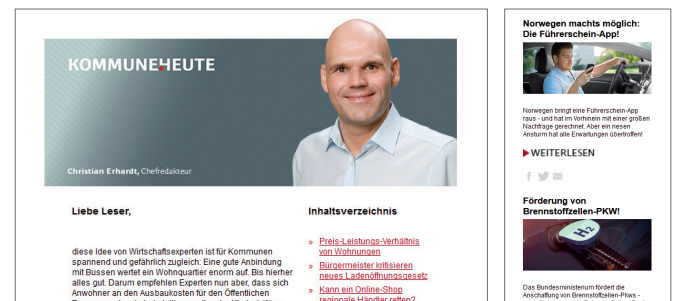 KOMMUNE.HEUTE
Christian Erhardt, Chefredakteur
Liebe Leser,
diese Idee von Wirtschaftsexperten ist für Kommunen
spannend und gefährlich zugleich: Eine gute Anbindung
mit Bussen wertet ein Wohnquartier enorm auf. Bis hierher
alles gut. Darum empfehlen Experten nun aber, dass sich
Anwohner an den Ausbaukosten für den Öffentlichen
Inhaltsverzeichnis
» Preis-Leistungs-Verhältnis
von Wohnungen
» Bürgermeister kritisieren
neues Ladenöffnungsgesetz
» Kann ein Online-Shop
regionale Händler retten?
Norwegen machts möglich:
Die Führerschein-App!
Norwegen bringt eine Führerschein-App
raus - und hat im Vorhinein mit einer großen
Nachfrage gerechnet. Aber ein riesen
Ansturm hat alle Erwartungen übertroffen!
WEITERLESEN
Förderung von
Brennstoffzellen-PKW!
H2
Das Bundesministerium fördert die
Anschaffung von Brennstoffzellen-Pkws -